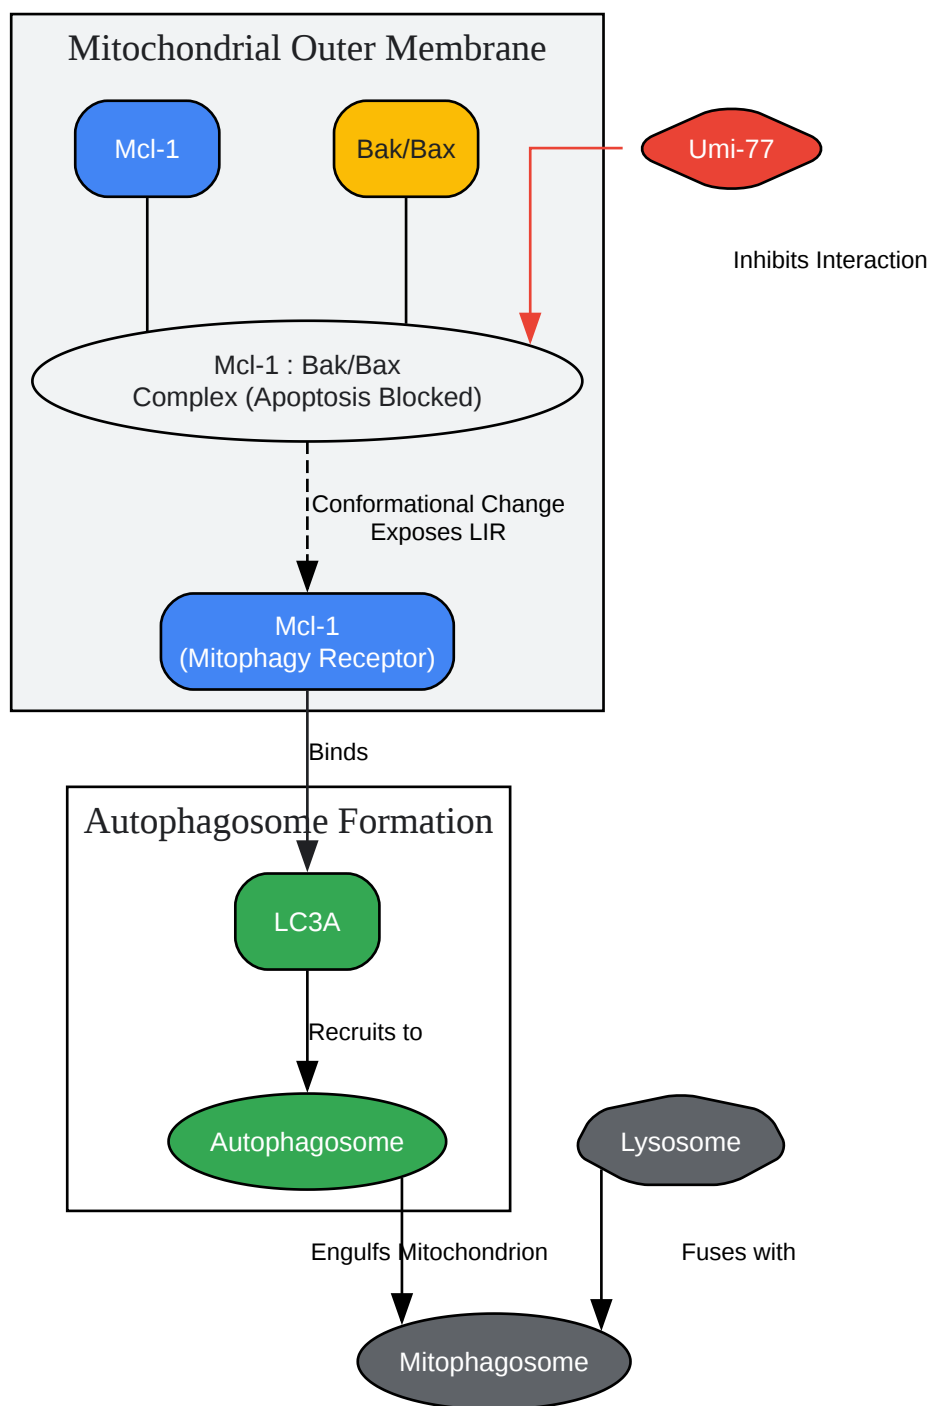 Mitochondrial Outer Membrane
Mcl-1
Bak/Bax
Umi-77
Inhibits Interaction
Mcl-1 : Bak/Bax
Complex (Apoptosis Blocked)
Conformational Change
Exposes LIR
Mcl-1
(Mitophagy Receptor)
Binds
Autophagosome Formation
LC3A
Recruits to
Autophagosome
Lysosome
Engulfs Mitochondrion
Fuses with
Mitophagosome